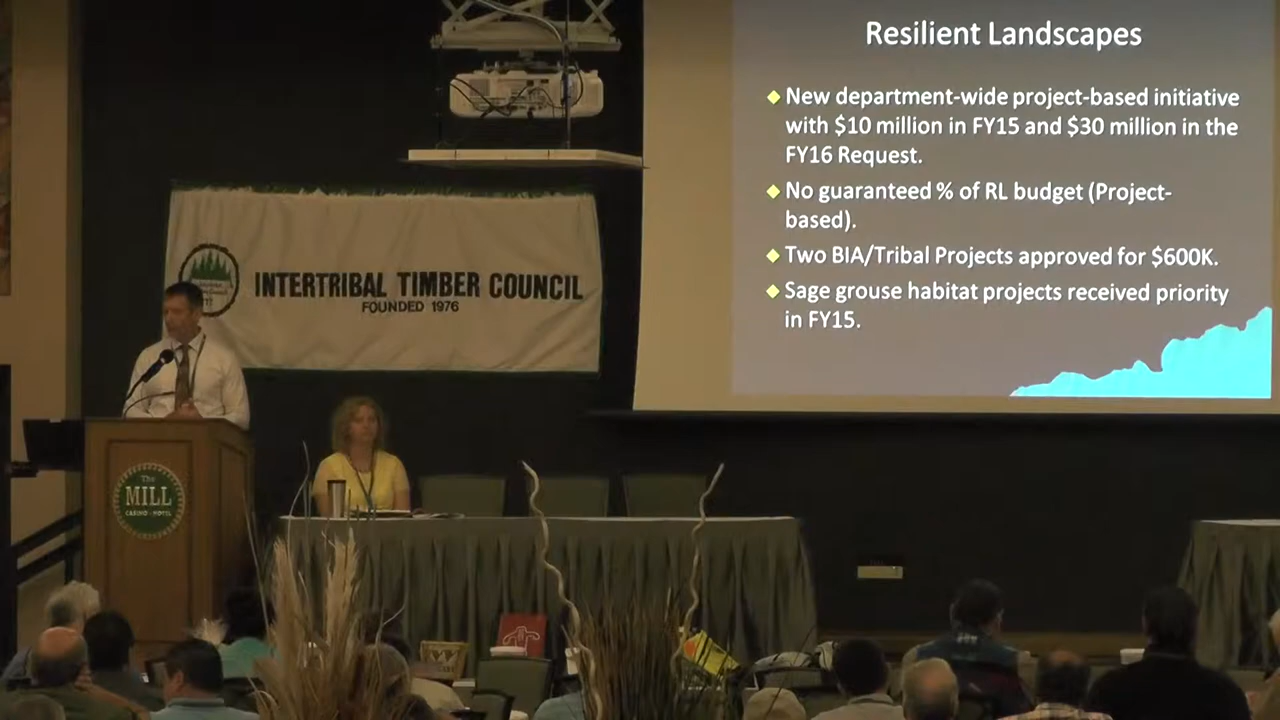 Resilient Landscapes
New department-wide project-based initiative
with $10 million in FY15 and $30 million in the
FY16 Request.
No guaranteed % of RL budget (Project-
based).
Two BIA/Tribal Projects approved for $600K.
Sage grouse habitat projects received priority
in FY15.
INTERTRIBAL TIMBER COUNCIL
FOUNDED 1976
The
MILL
CASINO • HOTEL